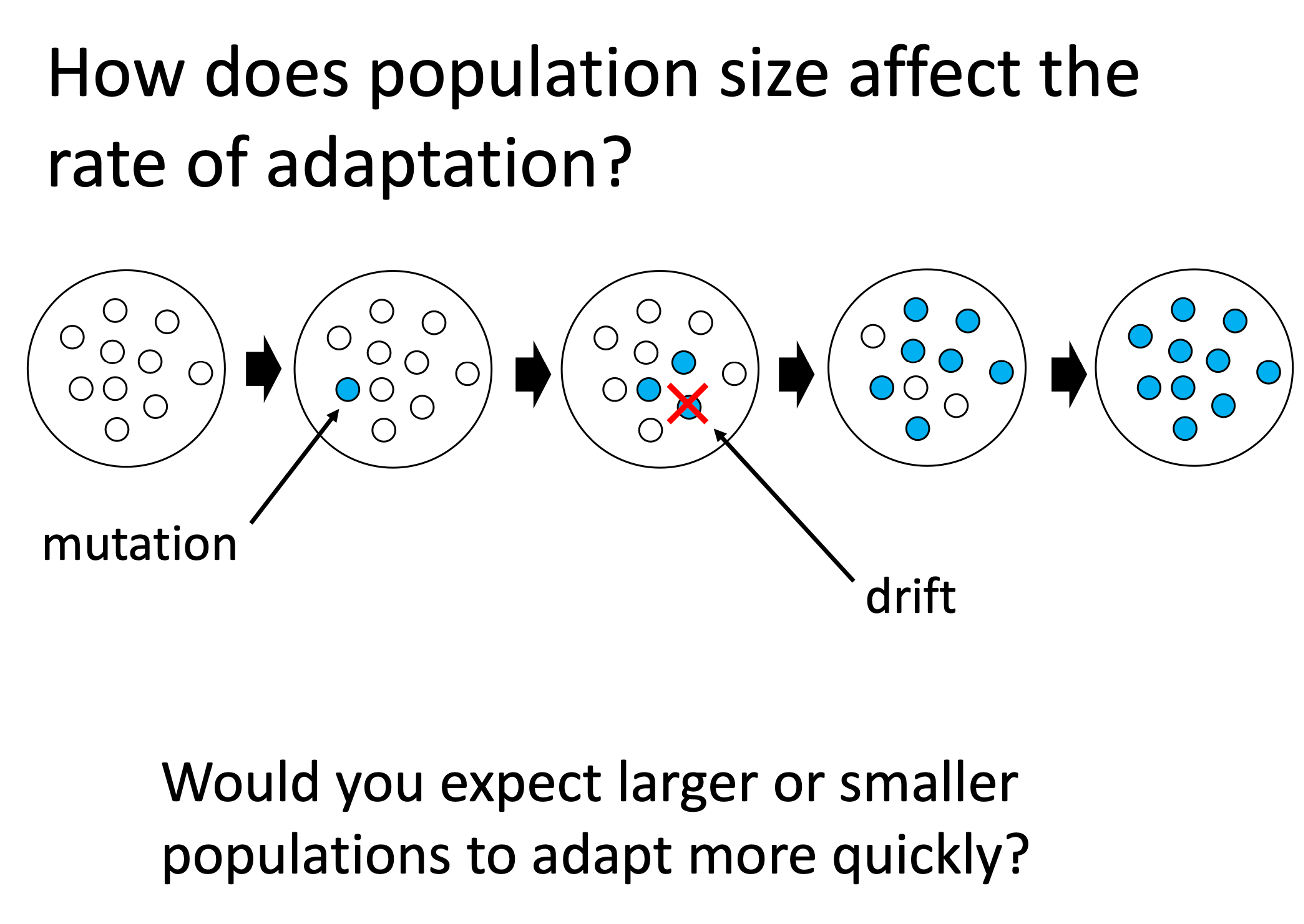 How does population size affect the
rate of adaptation?
mutation
drift
Would you expect larger or smaller
populations to adapt more quickly?